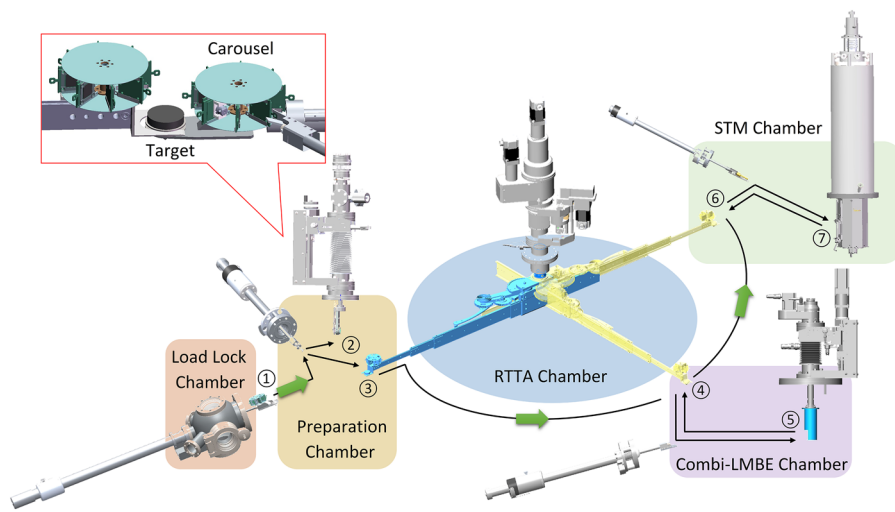 Carousel
Target
STM Chamber
⑥
⑦
Load Lock
Chamber
①
②
③
Preparation
Chamber
RTTA Chamber
④
⑤
Combi-LMBE Chamber